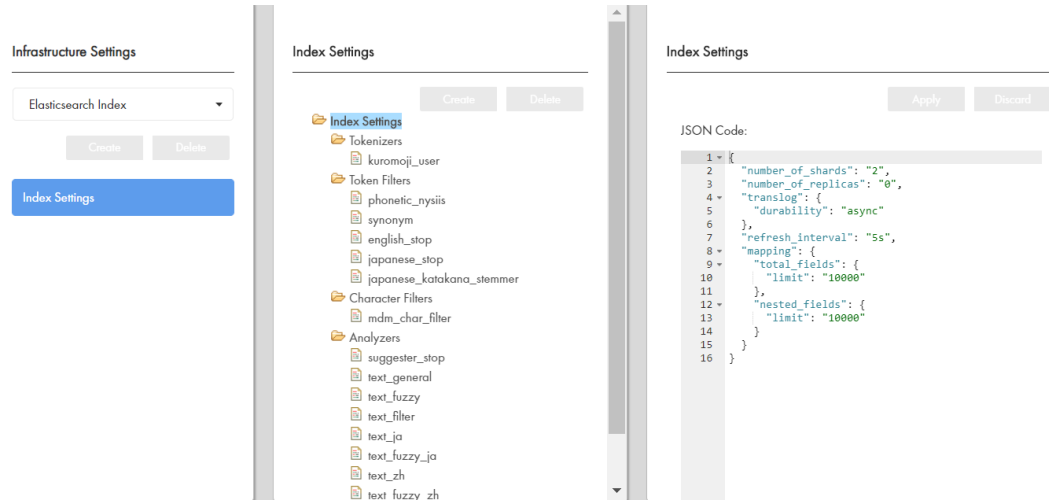 Infrastructure Settings
Elasticsearch Index
Create Delete
Index Settings
Index Settings
Create Delete
Index Settings
Tokenizers
kuromoji_user
Token Filters
phonetic_nysiis
synonym
english_stop
japanese_stop
japanese_katakana_stemmer
Character Filters
mdm_char_filter
Analyzers
suggester_stop
text_general
text_fuzzy
text_filter
text_ja
text_fuzzy_ja
text_zh
text_fuzzy_zh
Index Settings
Apply Discard
JSON Code:
1 {
2 "number_of_shards": "2",
3 "number_of_replicas": "0",
4 "translog": {
5 "durability": "async"
6 },
7 "refresh_interval": "5s",
8 "mapping": {
9 "total_fields": {
10 "limit": "10000"
11 },
12 "nested_fields": {
13 "limit": "10000"
14 }
15 }
16 }